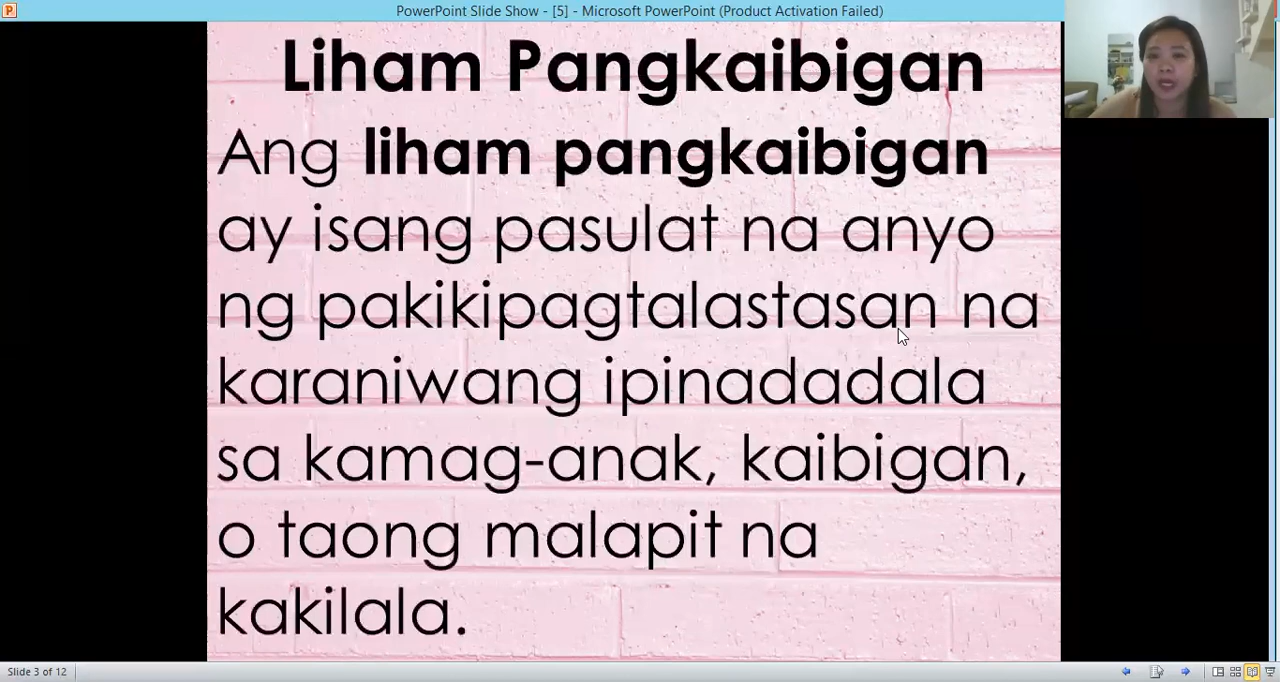 PowerPoint Slide Show - [5] - Microsoft PowerPoint (Product Activation Failed)
Liham Pangkaibigan
Ang liham pangkaibigan
ay isang pasulat na anyo
ng pakikipagtalastasan na
karaniwang ipinadadala
sa kamag-anak, kaibigan,
o taong malapit na
kakilala.
Slide 3 of 12